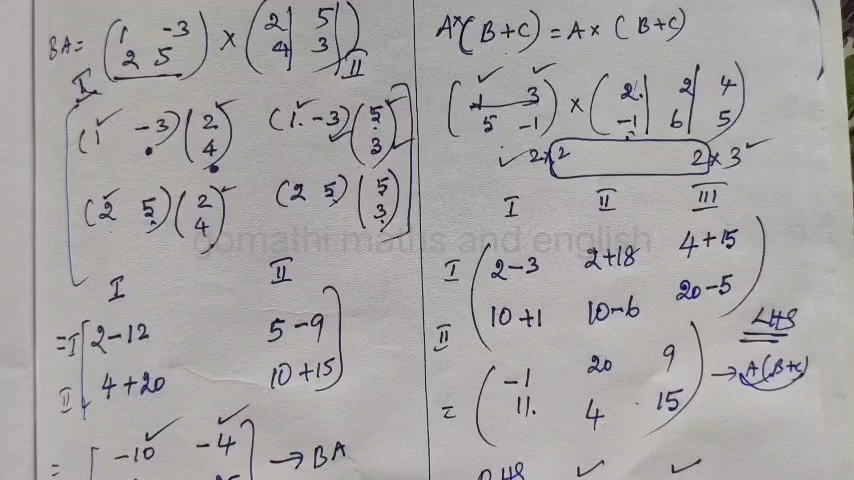 BA = ( 1 -3 ) × ( 2 | 5 | )
2 5 4 | 3 |
I II
( 1 -3 ) ( 2 ( 1 -3 ) ( 5
4 ) 3 )
( 2 5 ) ( 2 ( 2 5 ) ( 5
4 ) 3 )
I II
= I [ 2-12 5-9
II 4+20 10+15 ]
= [ -10 -4 ] → BA
A × (B+C) = A × (B+C)
( 1 3 ) × ( 2 | 2 | 4 )
5 -1 -1 | 6 | 5
2×2 2×3
I II III
I ( 2-3 2+18 4+15 )
II 10+1 10-6 20-5
LHS
= ( -1 20 9 ) → A(B+C)
11 4 15
RHS
gomathi maths and english